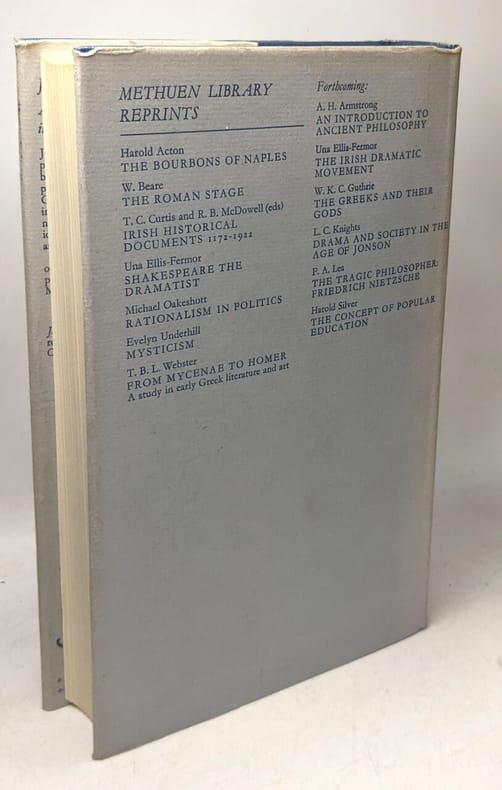 METHUEN LIBRARY
REPRINTS
Harold Acton
THE BOURBONS OF NAPLES
W. Beare
THE ROMAN STAGE
T. C. Curtis and R. B. McDowell (eds)
IRISH HISTORICAL
DOCUMENTS 1172-1922
Una Ellis-Fermor
SHAKESPEARE THE
DRAMATIST
Michael Oakeshott
RATIONALISM IN POLITICS
Evelyn Underhill
MYSTICISM
T. B. L. Webster
FROM MYCENAE TO HOMER
A study in early Greek literature and art
Forthcoming:
A. H. Armstrong
AN INTRODUCTION TO
ANCIENT PHILOSOPHY
Una Ellis-Fermor
THE IRISH DRAMATIC
MOVEMENT
W. K. C. Guthrie
THE GREEKS AND THEIR
GODS
L. C. Knights
DRAMA AND SOCIETY IN THE
AGE OF JONSON
F. A. Lea
THE TRAGIC PHILOSOPHER:
FRIEDRICH NIETZSCHE
Harold Silver
THE CONCEPT OF POPULAR
EDUCATION